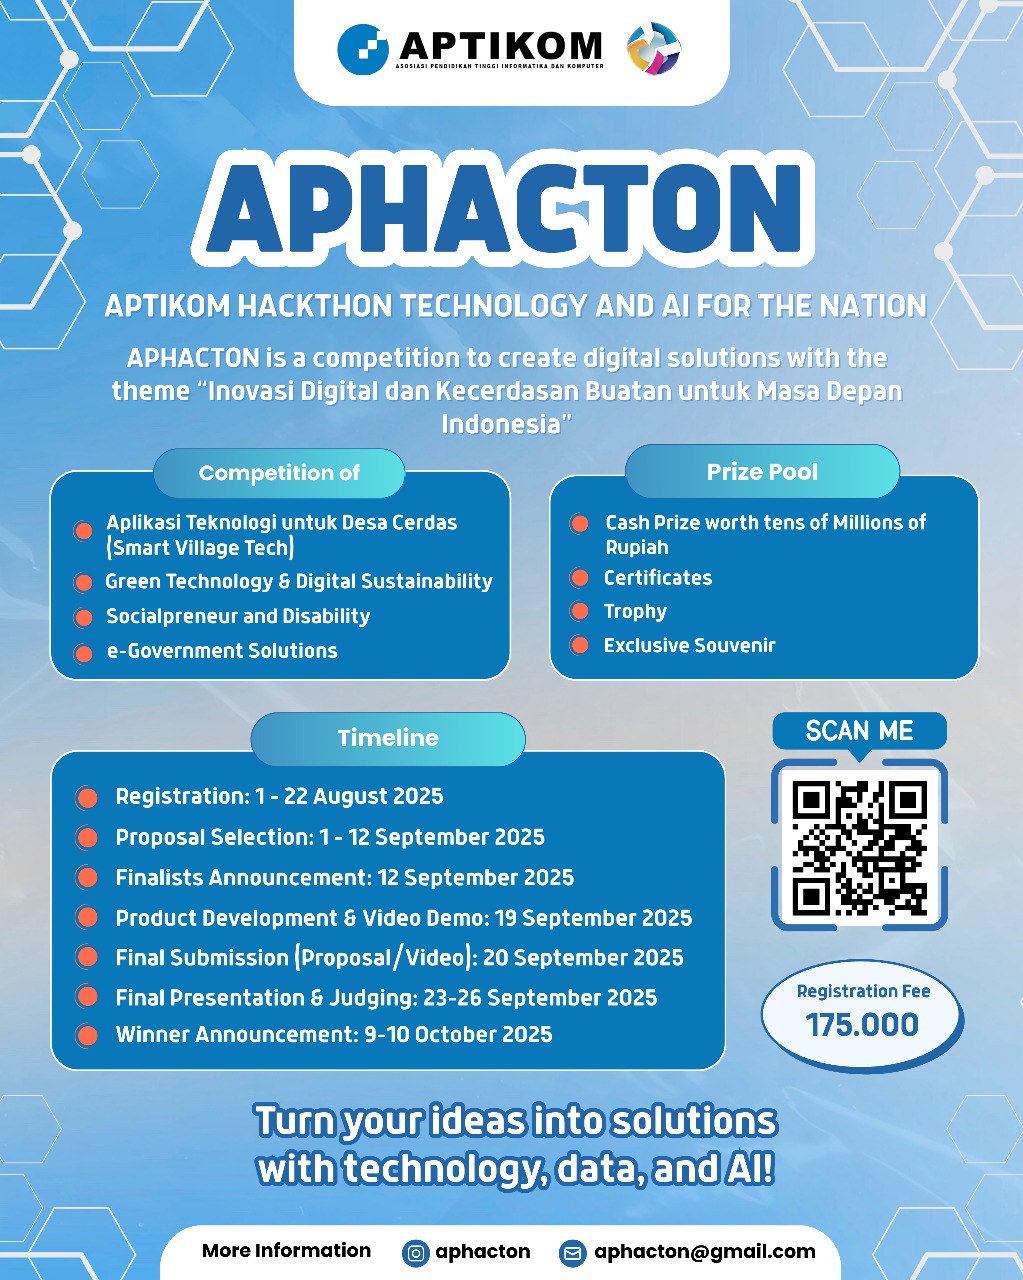 APTIKOM
ASOSIASI PENDIDIKAN TINGGI INFORMATIKA DAN KOMPUTER
APHACTON
APTIKOM HACKTHON TECHNOLOGY AND AI FOR THE NATION
APHACTON is a competition to create digital solutions with the
theme “Inovasi Digital dan Kecerdasan Buatan untuk Masa Depan
Indonesia”
Competition of
Aplikasi Teknologi untuk Desa Cerdas
(Smart Village Tech)
Green Technology & Digital Sustainability
Socialpreneur and Disability
e-Government Solutions
Prize Pool
Cash Prize worth tens of Millions of
Rupiah
Certificates
Trophy
Exclusive Souvenir
Timeline
Registration: 1 - 22 August 2025
Proposal Selection: 1 - 12 September 2025
Finalists Announcement: 12 September 2025
Product Development & Video Demo: 19 September 2025
Final Submission (Proposal/Video): 20 September 2025
Final Presentation & Judging: 23-26 September 2025
Winner Announcement: 9-10 October 2025
SCAN ME
Registration Fee
175.000
Turn your ideas into solutions
with technology, data, and AI!
More Information aphacton aphacton@gmail.com